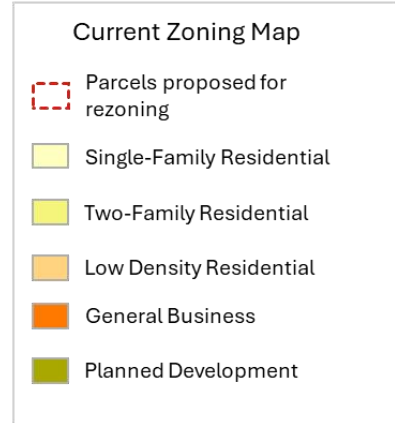 Current Zoning Map
Parcels proposed for
rezoning
Single-Family Residential
Two-Family Residential
Low Density Residential
General Business
Planned Development